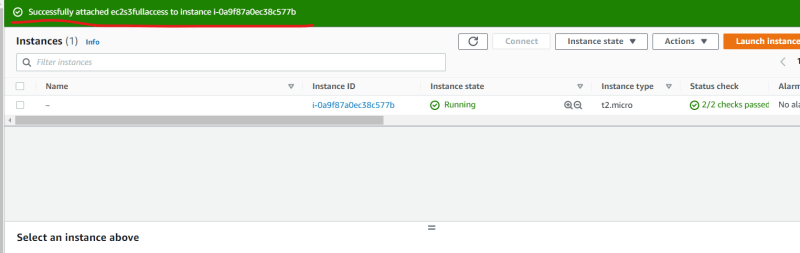 Successfully attached ec2s3fullaccess to instance i-0a9f87a0ec38c577b
Instances (1) Info
Connect Instance state Actions Launch Instance
Filter instances
Name Instance ID Instance state Instance type Status check Alarm
– i-0a9f87a0ec38c577b Running t2.micro 2/2 checks passed No ala
Select an instance above